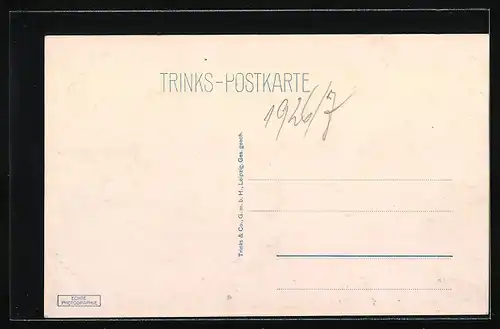 TRINKS-POSTKARTE
1926/7
Trinks & Co., G. m. b. H., Leipzig. Ges. gesch.
ECHTE
PHOTOGRAPHIE